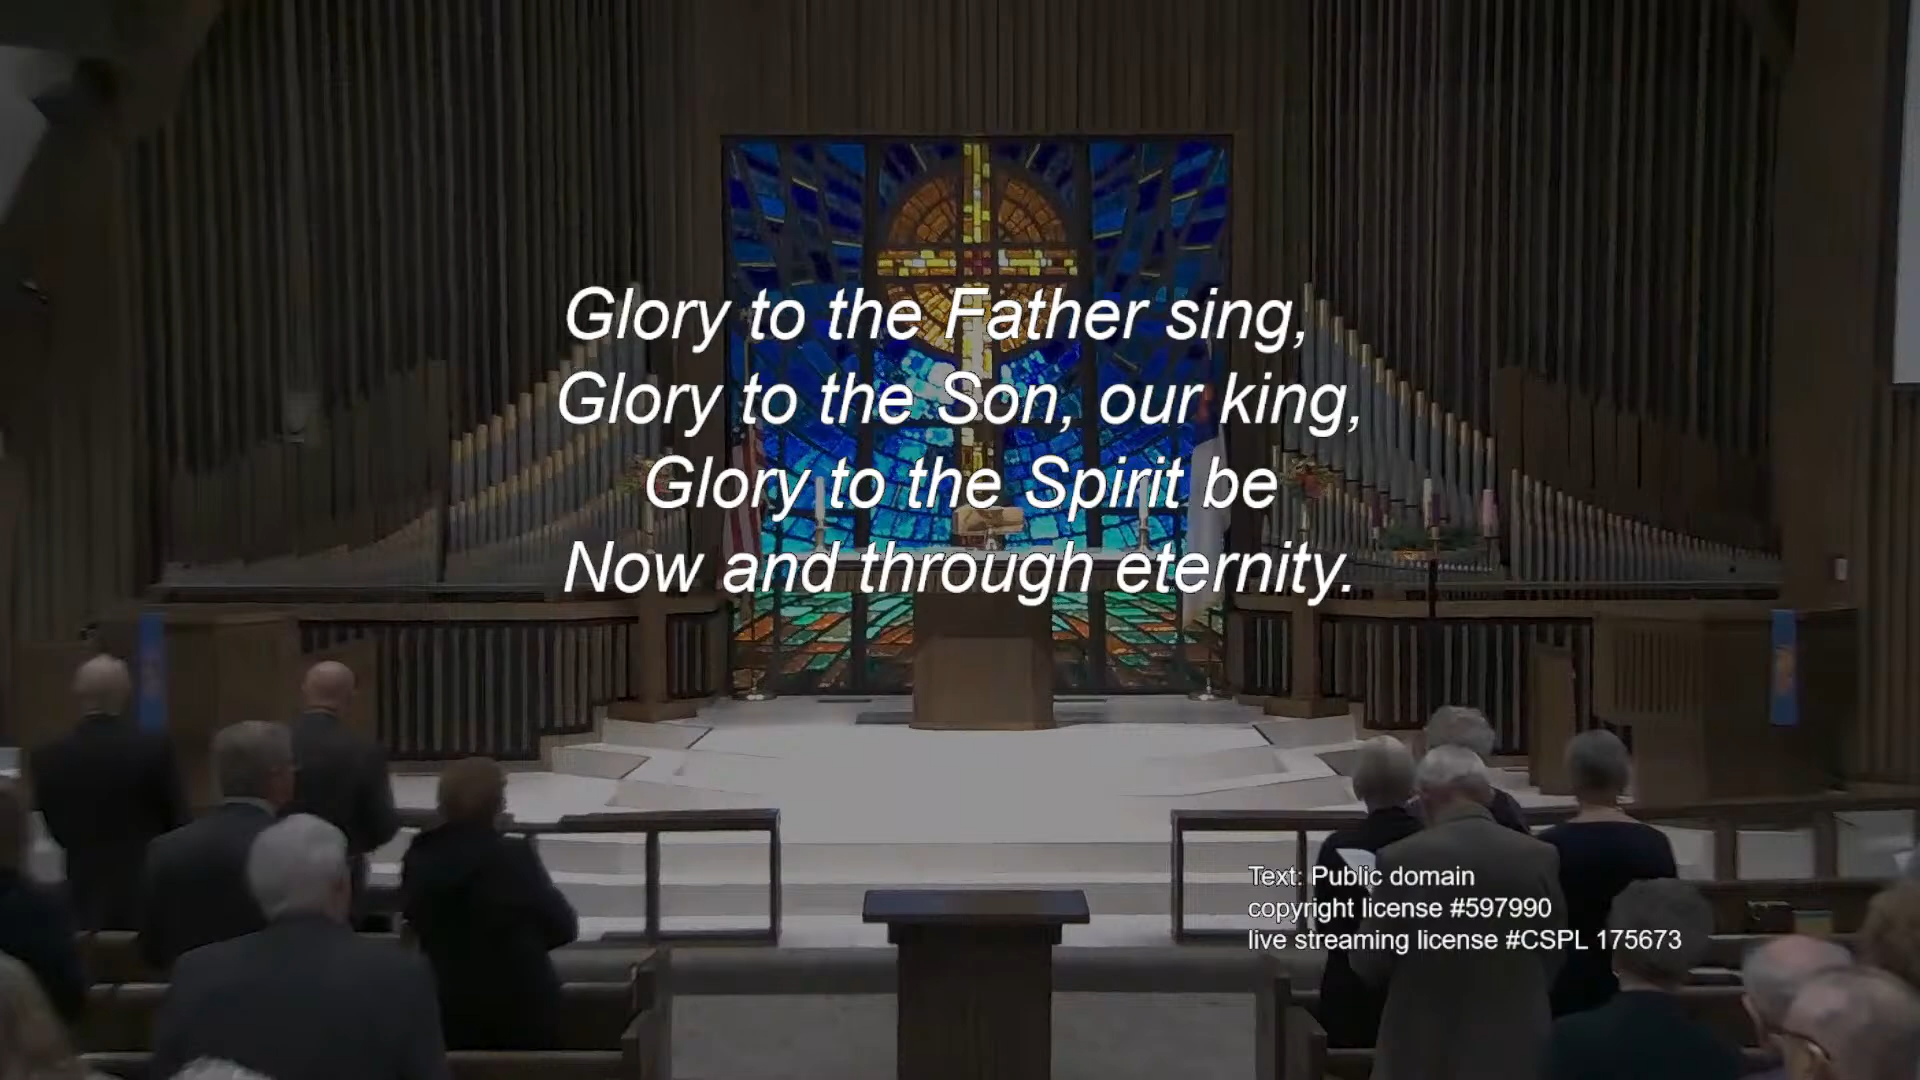 Glory to the Father sing,
Glory to the Son, our king,
Glory to the Spirit be
Now and through eternity.
Text: Public domain
copyright license #597990
live streaming license #CSPL 175673